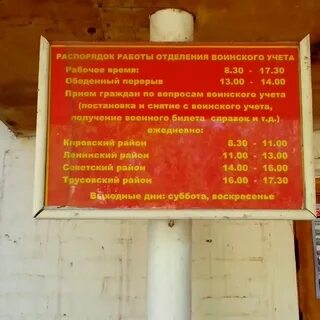 РАСПОРЯДОК РАБОТЫ ОТДЕЛЕНИЯ ВОИНСКОГО УЧЕТА
Рабочее время: 8.30 - 17.30
Обеденный перерыв 13.00 - 14.00
Прием граждан по вопросам воинского учета
(постановка и снятие с воинского учета,
получение военного билета справок и т.д.)
ежедневно:
Кировский район 8.30 - 11.00
Ленинский район 11.00 - 13.00
Советский район 14.00 - 16.00
Трусовский район 16.00 - 17.30
Выходные дни: суббота, воскресенье